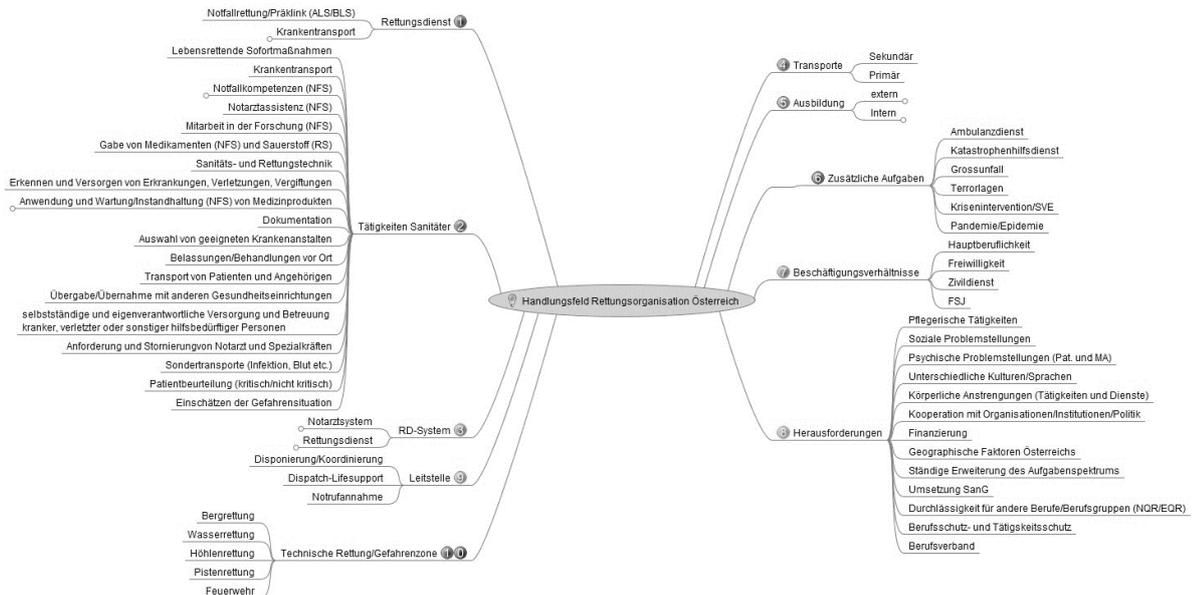 Notfallrettung/Präklink (ALS/BLS)
Krankentransport
Rettungsdienst 1
Lebensrettende Sofortmaßnahmen
Krankentransport
Notfallkompetenzen (NFS)
Notarztassistenz (NFS)
Mitarbeit in der Forschung (NFS)
Gabe von Medikamenten (NFS) und Sauerstoff (RS)
Sanitäts- und Rettungstechnik
Erkennen und Versorgen von Erkrankungen, Verletzungen, Vergiftungen
Anwendung und Wartung/Instandhaltung (NFS) von Medizinprodukten
Dokumentation
Auswahl von geeigneten Krankenanstalten
Belassungen/Behandlungen vor Ort
Transport von Patienten und Angehörigen
Übergabe/Übernahme mit anderen Gesundheitseinrichtungen
selbstständige und eigenverantwortliche Versorgung und Betreuung
kranker, verletzter oder sonstiger hilfsbedürftiger Personen
Anforderung und Stornierungvon Notarzt und Spezialkräften
Sondertransporte (Infektion, Blut etc.)
Patientbeurteilung (kritisch/nicht kritisch)
Einschätzen der Gefahrensituation
Tätigkeiten Sanitäter 2
Notarztsystem
Rettungsdienst
RD-System 3
Disponierung/Koordinierung
Dispatch-Lifesupport
Notrufannahme
Leitstelle 9
Bergrettung
Wasserrettung
Höhlenrettung
Pistenrettung
Feuerwehr
Technische Rettung/Gefahrenzone 1 0
Handlungsfeld Rettungsorganisation Österreich
4 Transporte
Sekundär
Primär
5 Ausbildung
extern
Intern
6 Zusätzliche Aufgaben
Ambulanzdienst
Katastrophenhilfsdienst
Grossunfall
Terrorlagen
Krisenintervention/SVE
Pandemie/Epidemie
7 Beschäftigungsverhältnisse
Hauptberuflichkeit
Freiwilligkeit
Zivildienst
FSJ
8 Herausforderungen
Pflegerische Tätigkeiten
Soziale Problemstellungen
Psychische Problemstellungen (Pat. und MA)
Unterschiedliche Kulturen/Sprachen
Körperliche Anstrengungen (Tätigkeiten und Dienste)
Kooperation mit Organisationen/Institutionen/Politik
Finanzierung
Geographische Faktoren Österreichs
Ständige Erweiterung des Aufgabenspektrums
Umsetzung SanG
Durchlässigkeit für andere Berufe/Berufsgruppen (NQR/EQR)
Berufsschutz- und Tätigskeitsschutz
Berufsverband